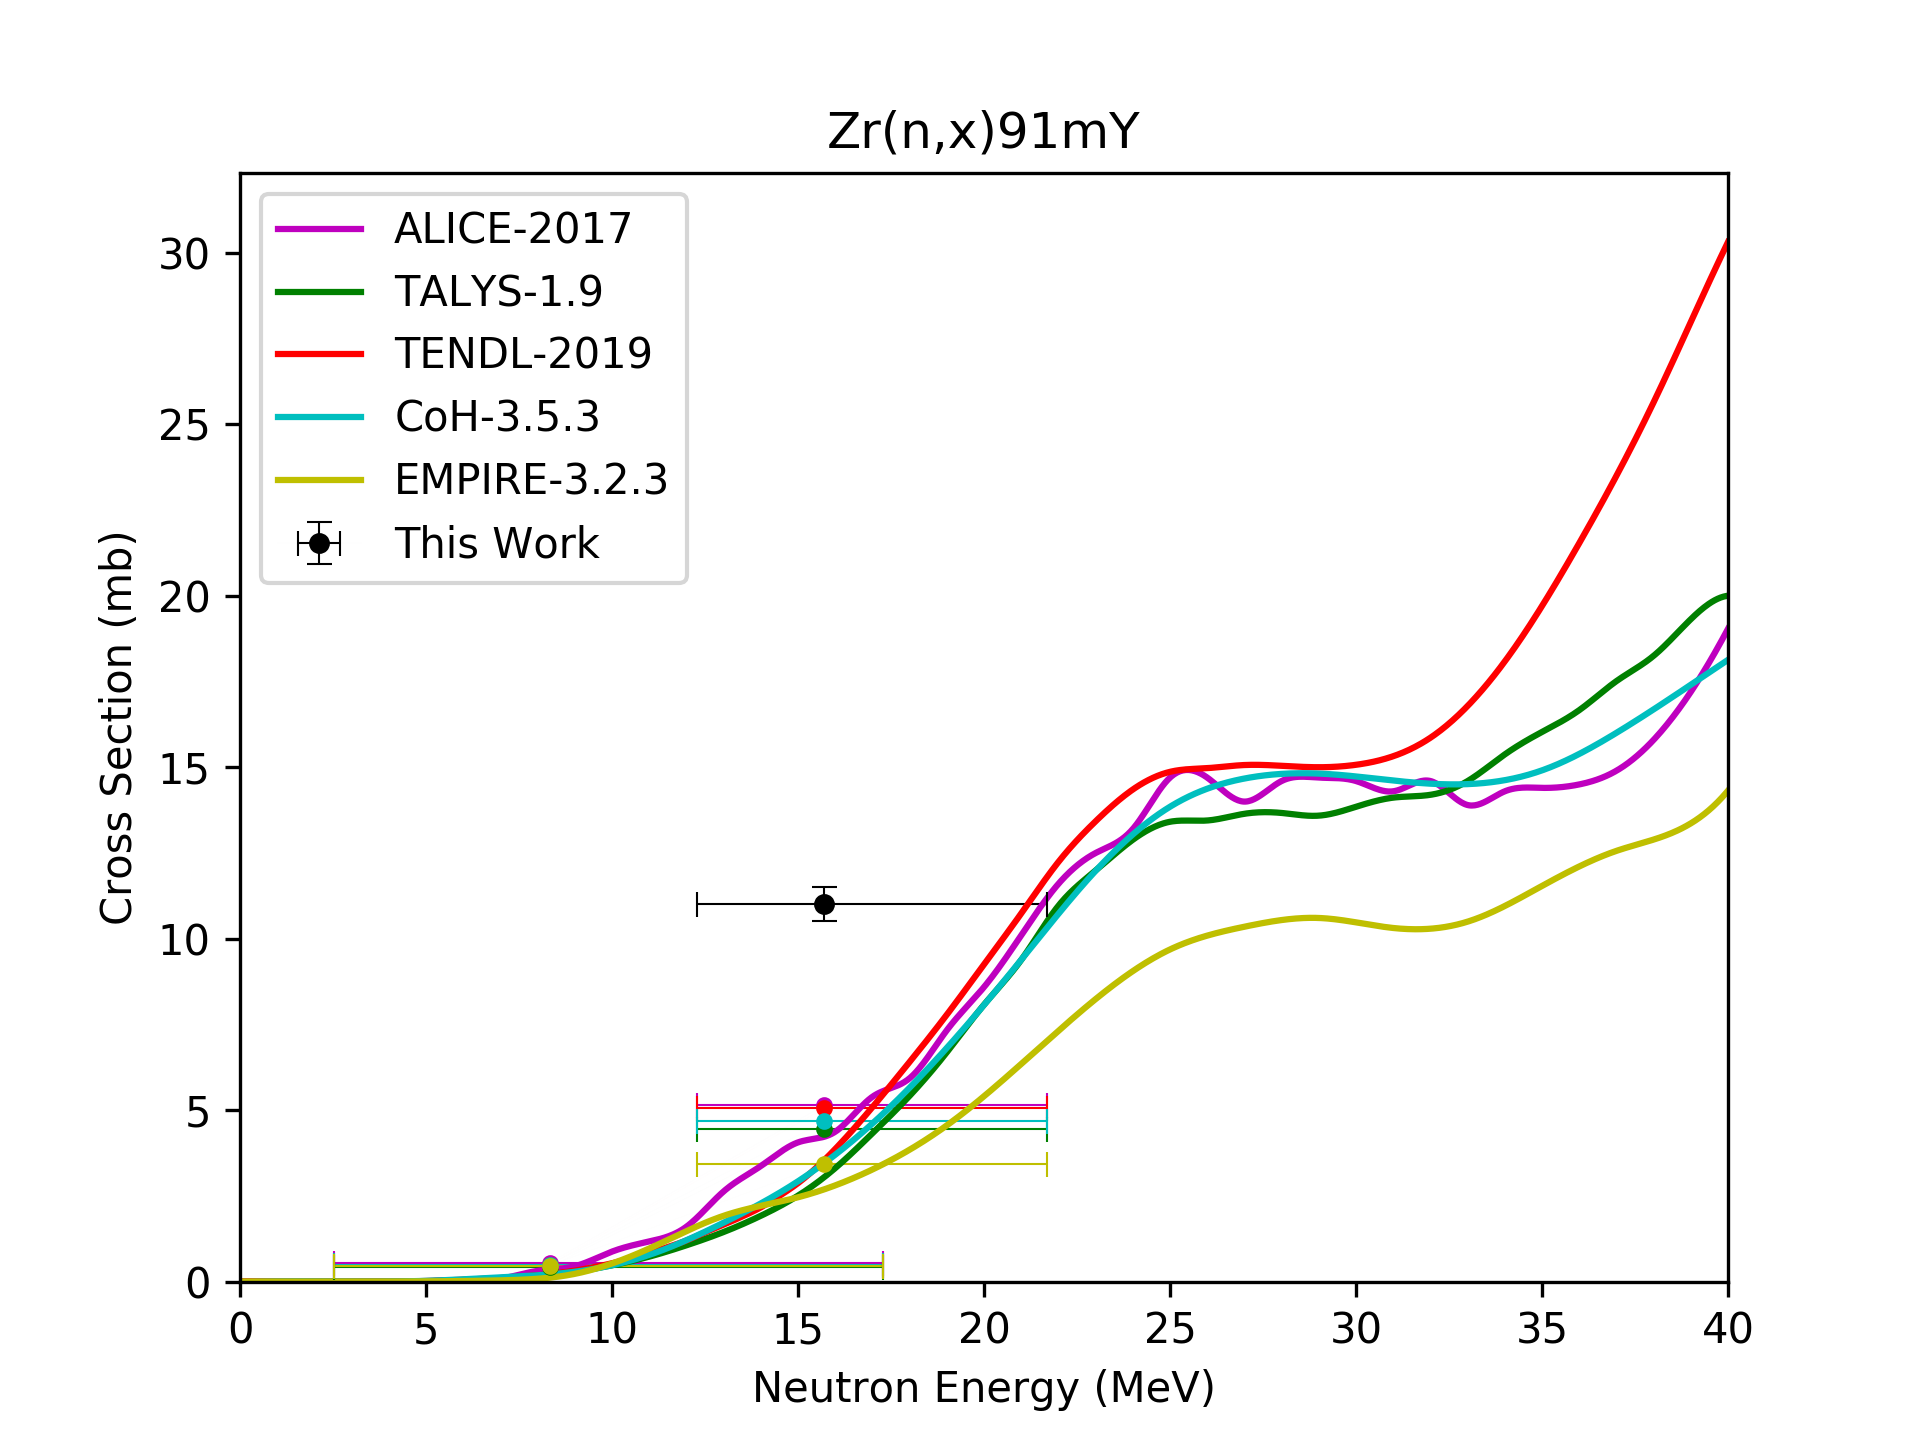 Zr(n,x)91mY
ALICE-2017
TALYS-1.9
TENDL-2019
CoH-3.5.3
EMPIRE-3.2.3
This Work
Cross Section (mb)
30
25
20
15
10
5
0
0 5 10 15 20 25 30 35 40
Neutron Energy (MeV)